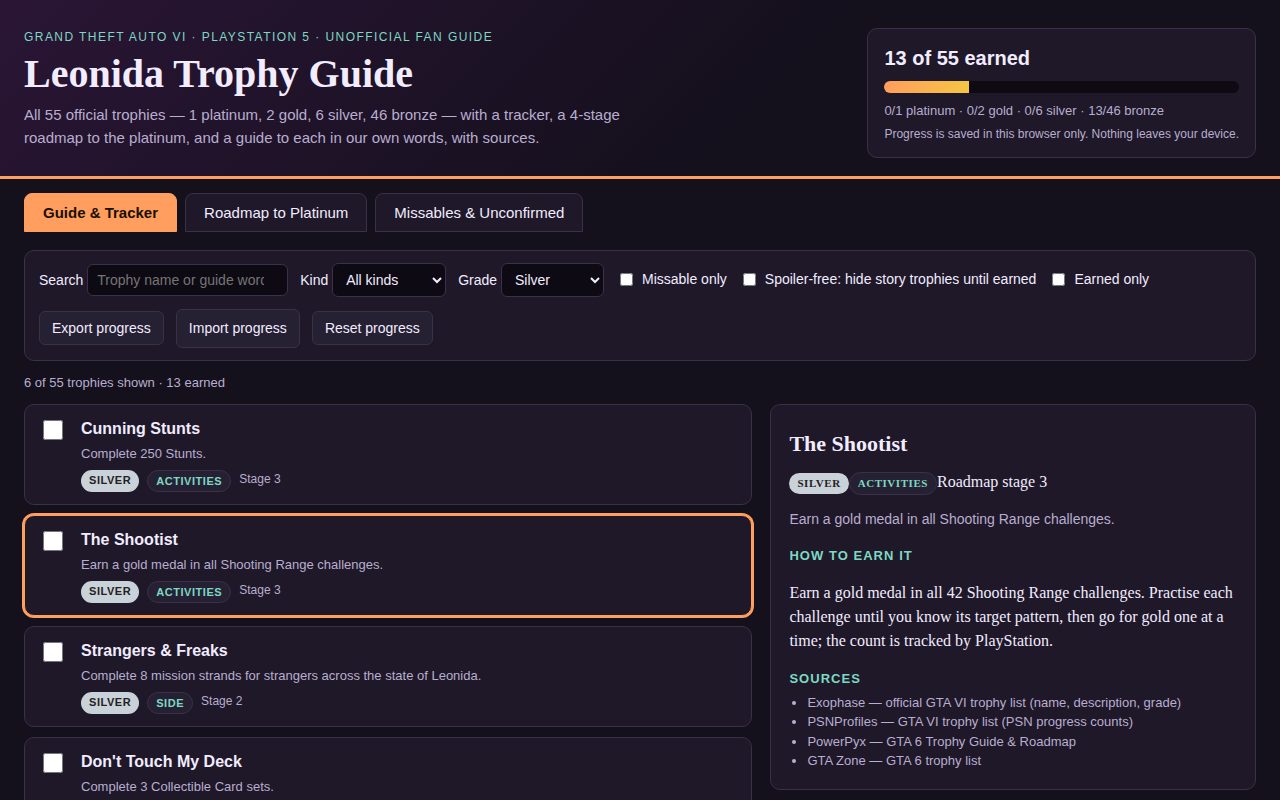 GRAND THEFT AUTO VI · PLAYSTATION 5 · UNOFFICIAL FAN GUIDE
Leonida Trophy Guide
All 55 official trophies — 1 platinum, 2 gold, 6 silver, 46 bronze — with a tracker, a 4-stage
roadmap to the platinum, and a guide to each in our own words, with sources.
13 of 55 earned
0/1 platinum · 0/2 gold · 0/6 silver · 13/46 bronze
Progress is saved in this browser only. Nothing leaves your device.
Guide & Tracker
Roadmap to Platinum
Missables & Unconfirmed
Search
Trophy name or guide word
Kind
All kinds
Grade
Silver
Missable only
Spoiler-free: hide story trophies until earned
Earned only
Export progress
Import progress
Reset progress
6 of 55 trophies shown · 13 earned
Cunning Stunts
Complete 250 Stunts.
SILVER
ACTIVITIES
Stage 3
The Shootist
Earn a gold medal in all Shooting Range challenges.
SILVER
ACTIVITIES
Stage 3
Strangers & Freaks
Complete 8 mission strands for strangers across the state of Leonida.
SILVER
SIDE
Stage 2
Don't Touch My Deck
Complete 3 Collectible Card sets.
The Shootist
SILVER
ACTIVITIES
Roadmap stage 3
Earn a gold medal in all Shooting Range challenges.
HOW TO EARN IT
Earn a gold medal in all 42 Shooting Range challenges. Practise each
challenge until you know its target pattern, then go for gold one at a
time; the count is tracked by PlayStation.
SOURCES
Exophase — official GTA VI trophy list (name, description, grade)
PSNProfiles — GTA VI trophy list (PSN progress counts)
PowerPyx — GTA 6 Trophy Guide & Roadmap
GTA Zone — GTA 6 trophy list